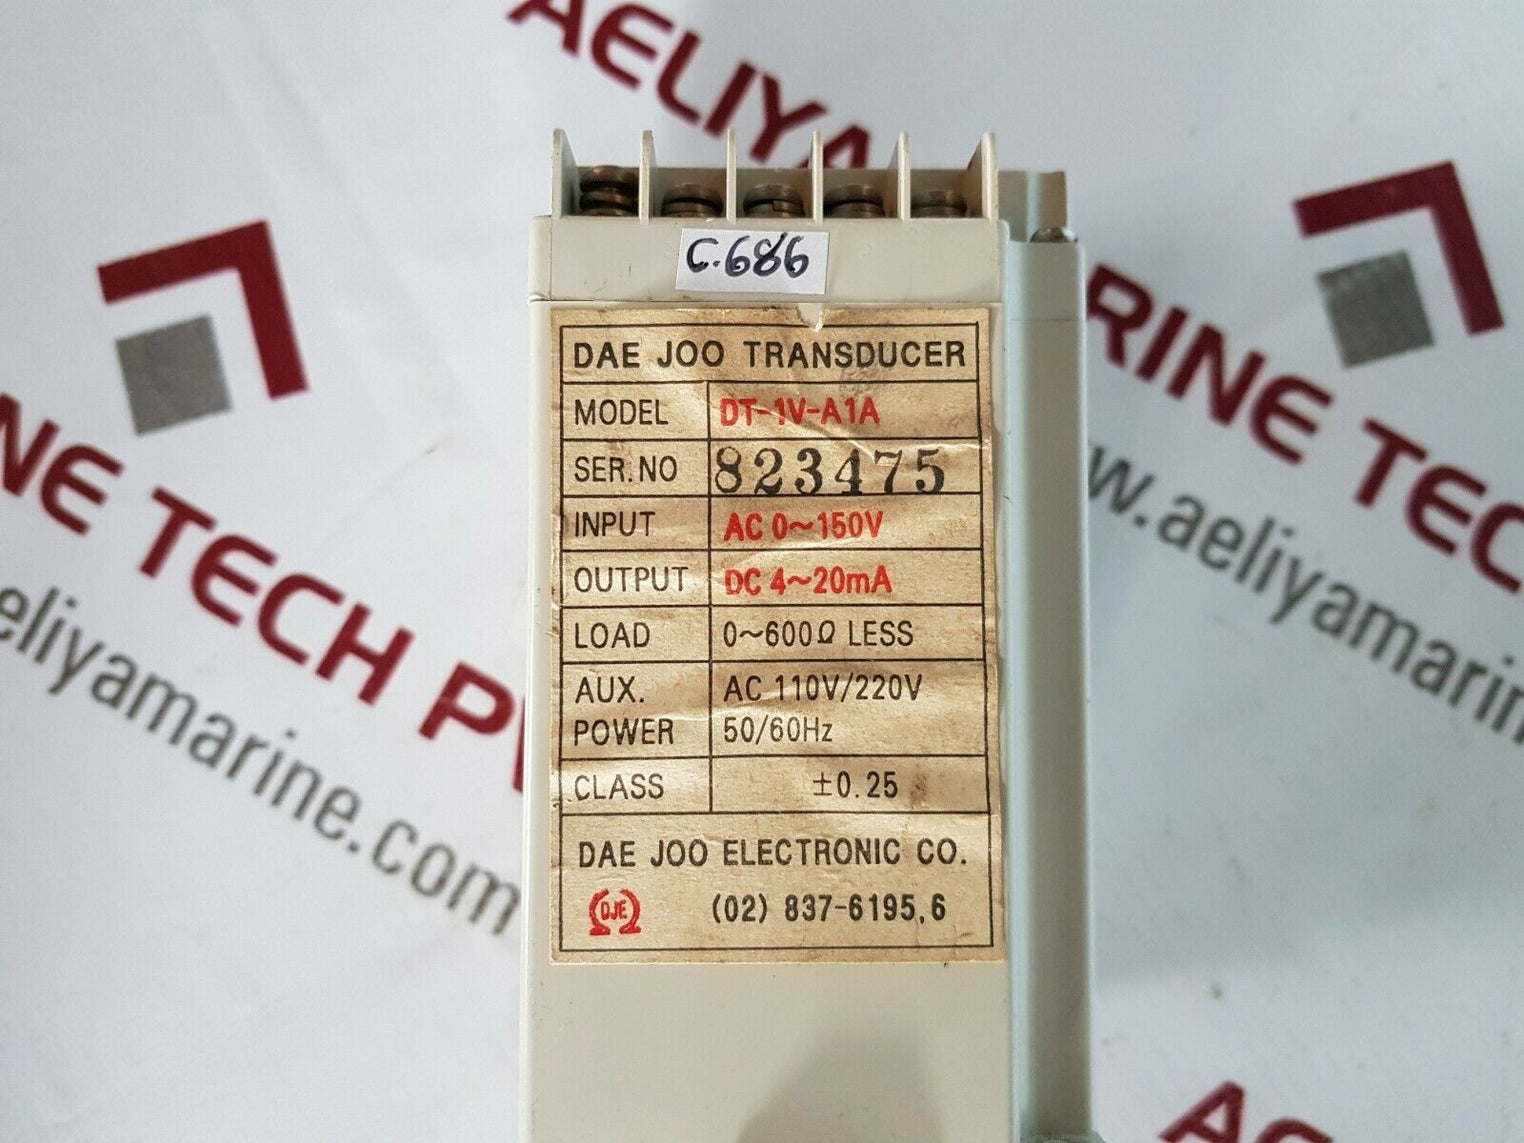 AELIYA
C.686
DAE JOO TRANSDUCER
MODEL DT-1V-A1A
SER.NO 823475
INPUT AC 0~150V
OUTPUT DC 4~20mA
LOAD 0~600Ω LESS
AUX. POWER AC 110V/220V
50/60Hz
CLASS ±0.25
DAE JOO ELECTRONIC CO.
DJE (02) 837-6195,6
NE TECH P
eliyamarine.com
RINE TEC
w.aeliyamarin
A